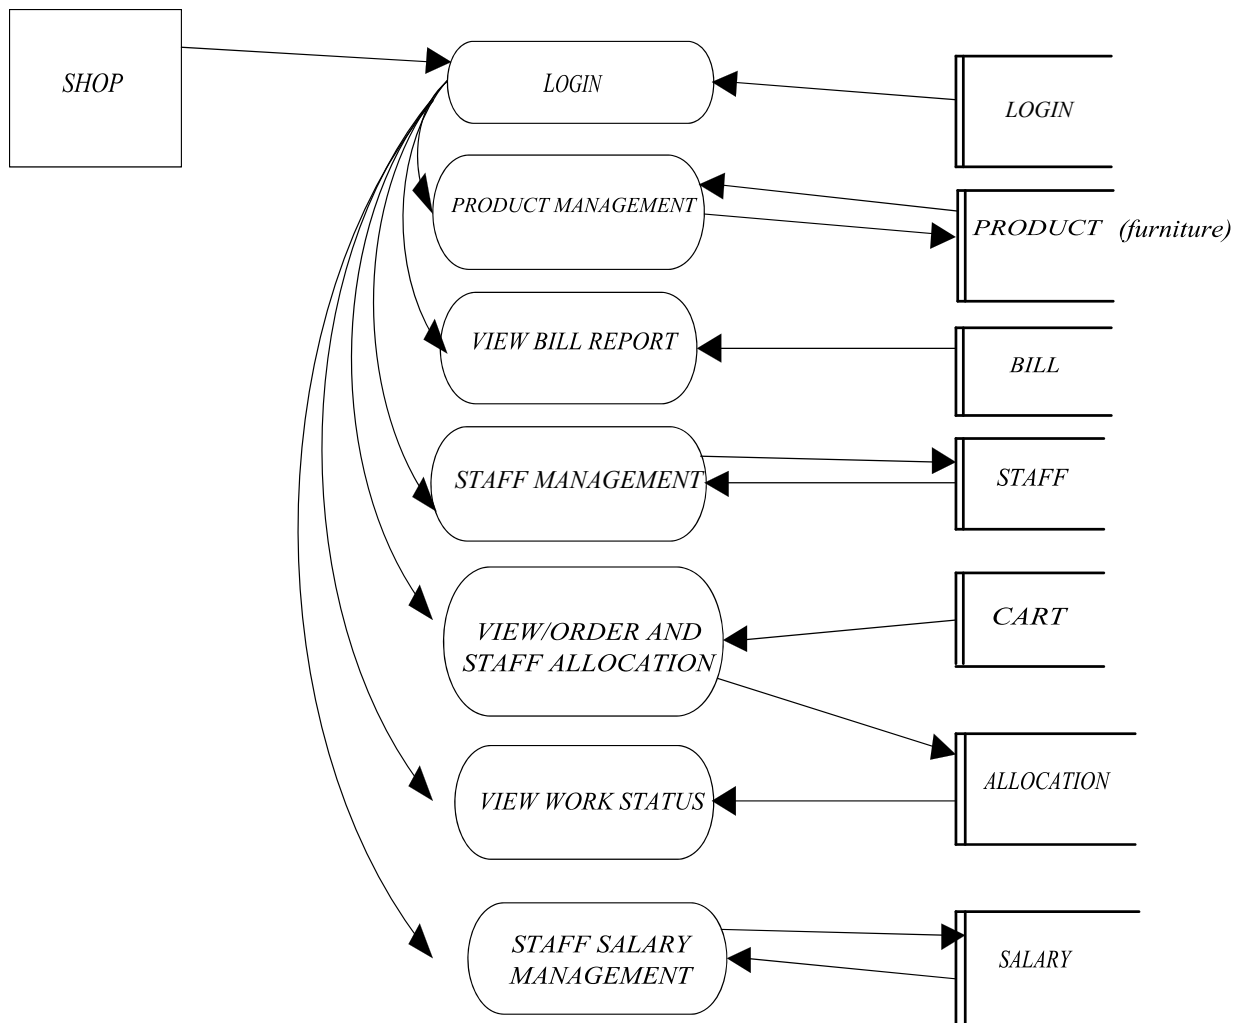 SHOP
LOGIN
LOGIN
PRODUCT MANAGEMENT
PRODUCT (furniture)
VIEW BILL REPORT
BILL
STAFF MANAGEMENT
STAFF
VIEW/ORDER AND
STAFF ALLOCATION
CART
VIEW WORK STATUS
ALLOCATION
STAFF SALARY
MANAGEMENT
SALARY